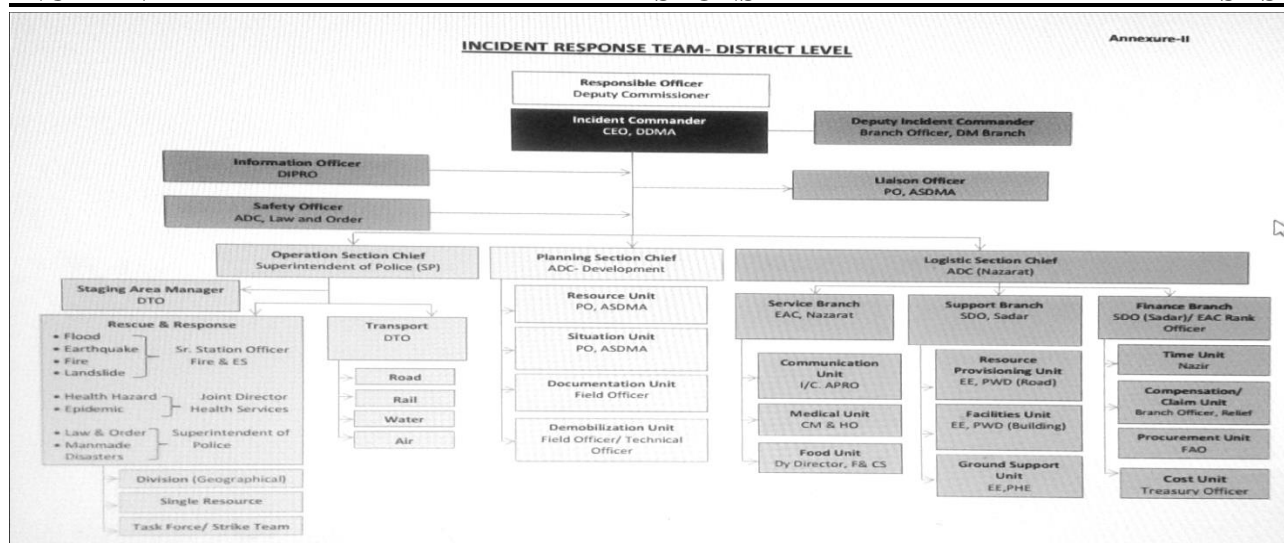 Annexure-II
INCIDENT RESPONSE TEAM- DISTRICT LEVEL
Responsible Officer
Deputy Commissioner
Incident Commander
CEO, DDMA
Deputy Incident Commander
Branch Officer, DM Branch
Information Officer
DIPRO
Liaison Officer
PO, ASDMA
Safety Officer
ADC, Law and Order
Operation Section Chief
Superintendent of Police (SP)
Planning Section Chief
ADC- Development
Logistic Section Chief
ADC (Nazarat)
Staging Area Manager
DTO
Rescue & Response
• Flood
• Earthquake
• Fire
• Landslide
Sr. Station Officer
Fire & ES
• Health Hazard
• Epidemic
Joint Director
Health Services
• Law & Order
• Manmade
Disasters
Superintendent of
Police
Division (Geographical)
Single Resource
Task Force/ Strike Team
Transport
DTO
Road
Rail
Water
Air
Resource Unit
PO, ASDMA
Situation Unit
PO, ASDMA
Documentation Unit
Field Officer
Demobilization Unit
Field Officer/ Technical
Officer
Service Branch
EAC, Nazarat
Communication
Unit
I/C. APRO
Medical Unit
CM & HO
Food Unit
Dy Director, F& CS
Support Branch
SDO, Sadar
Resource
Provisioning Unit
EE, PWD (Road)
Facilities Unit
EE, PWD (Building)
Ground Support
Unit
EE,PHE
Finance Branch
SDO (Sadar)/ EAC Rank
Officer
Time Unit
Nazir
Compensation/
Claim Unit
Branch Officer, Relief
Procurement Unit
FAO
Cost Unit
Treasury Officer